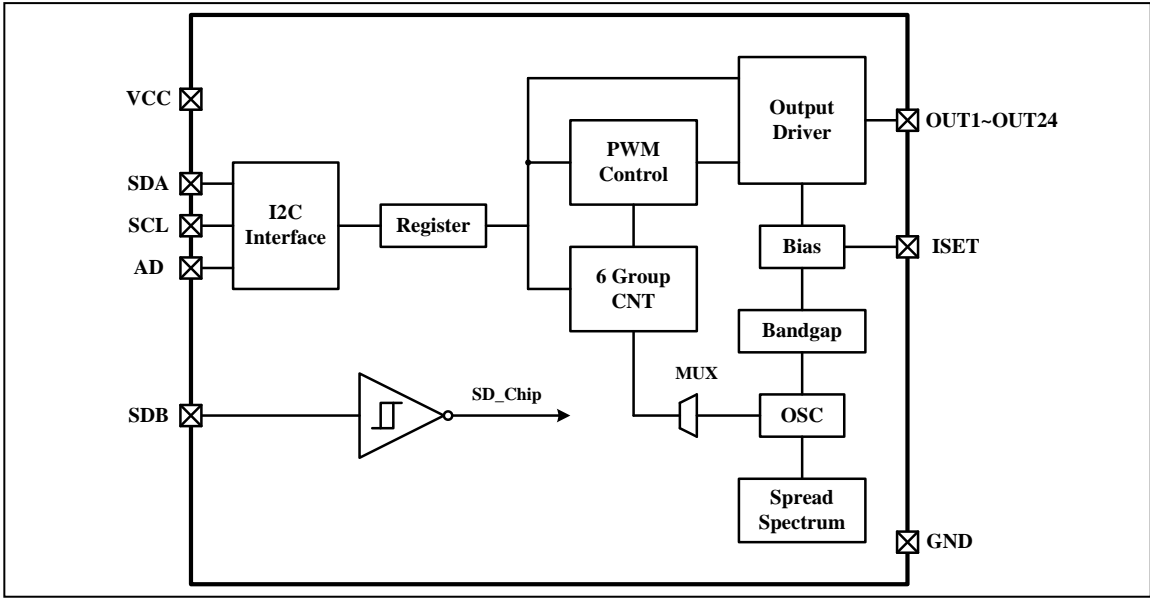 VCC
SDA
SCL
AD
SDB
I2C
Interface
Register
SD_Chip
PWM
Control
6 Group
CNT
MUX
Output
Driver
Bias
Bandgap
OSC
Spread
Spectrum
OUT1~OUT24
ISET
GND